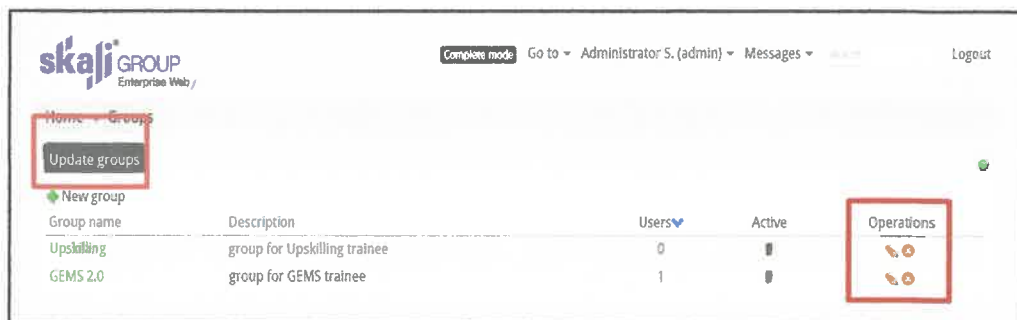 skali GROUP
Enterprise Web/
Complete mode Go to Administrator S. (admin) Messages Logout
Home Groups
Update groups
New group
Group name Description Users Active Operations
Upskilling group for Upskilling trainee 0
GEMS 2.0 group for GEMS trainee 1